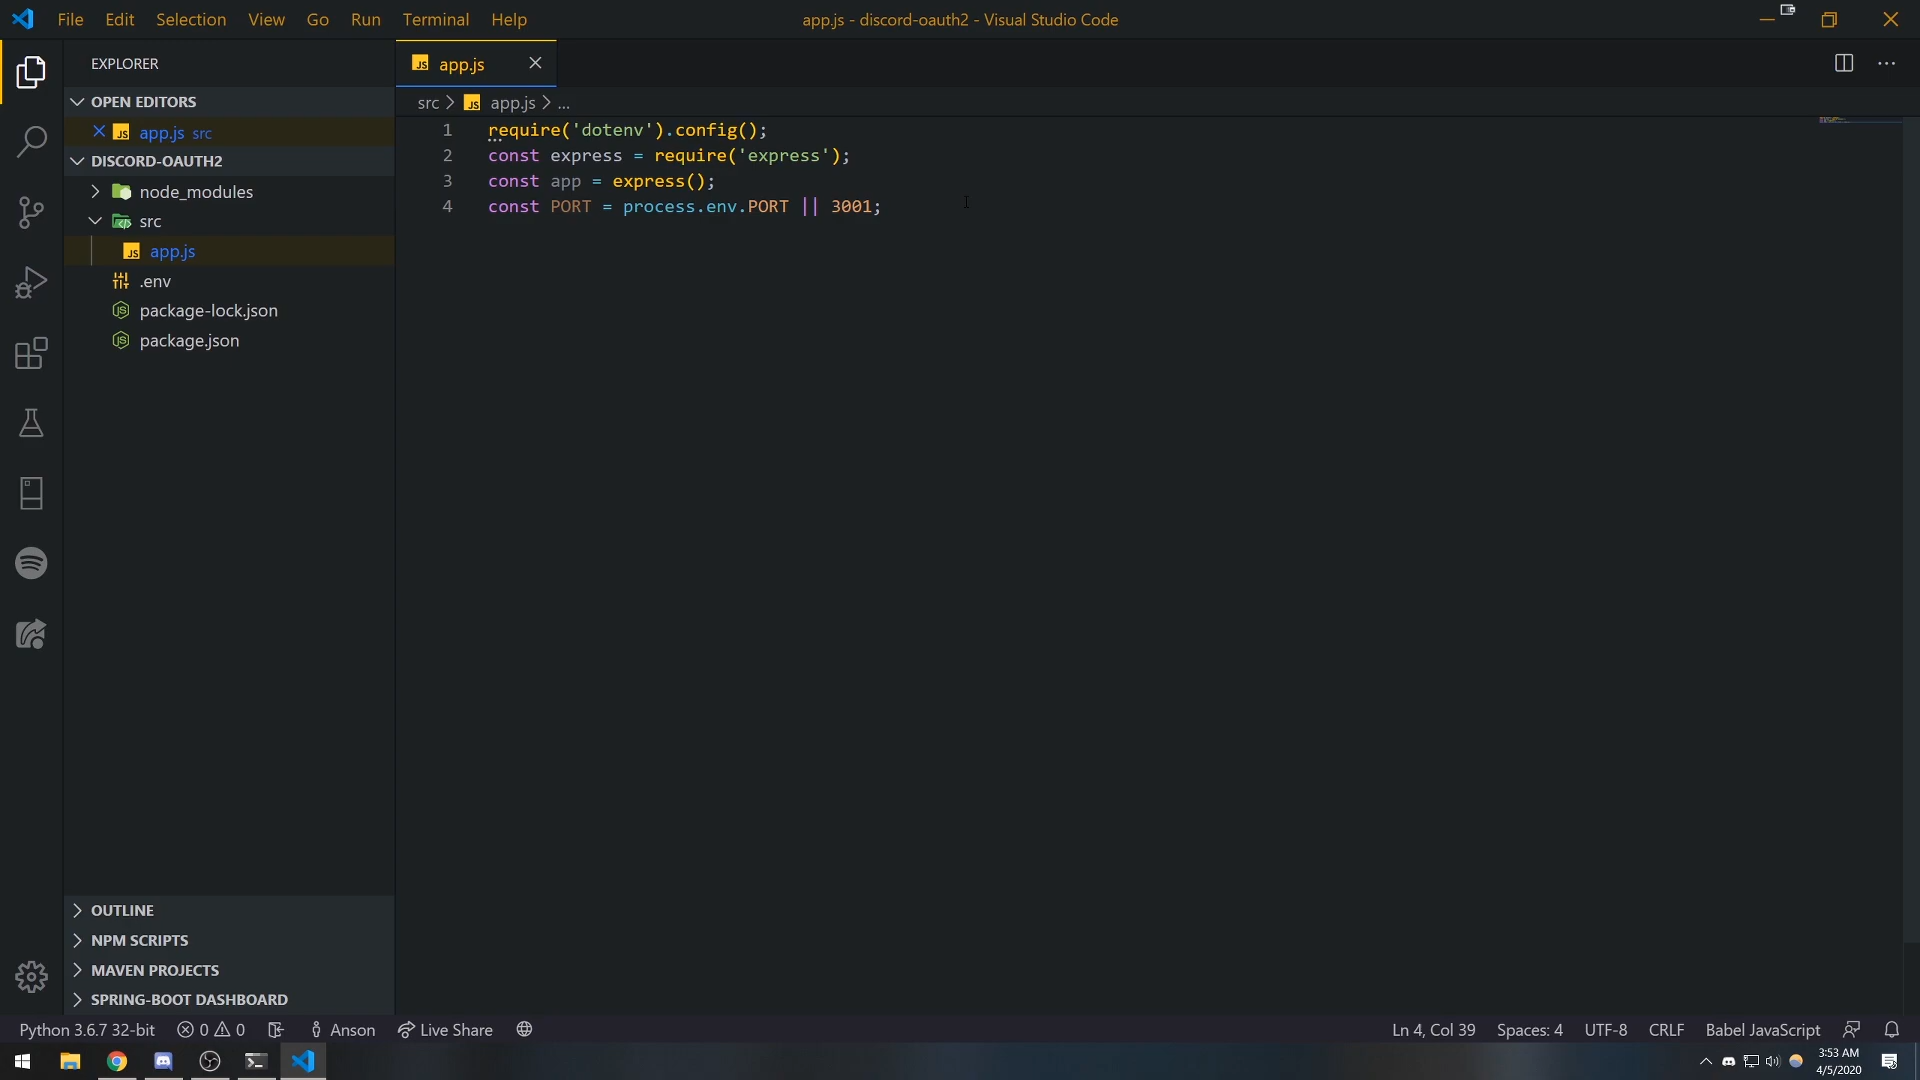 File Edit Selection View Go Run Terminal Help
app.js - discord-oauth2 - Visual Studio Code
EXPLORER
OPEN EDITORS
JS app.js src
DISCORD-OAUTH2
node_modules
src
JS app.js
.env
package-lock.json
package.json
OUTLINE
NPM SCRIPTS
MAVEN PROJECTS
SPRING-BOOT DASHBOARD
JS app.js
src > JS app.js > ...
1 require('dotenv').config();
2 const express = require('express');
3 const app = express();
4 const PORT = process.env.PORT || 3001;
Python 3.6.7 32-bit 0 0 Anson Live Share Ln 4, Col 39 Spaces: 4 UTF-8 CRLF Babel JavaScript
3:53 AM
4/5/2020